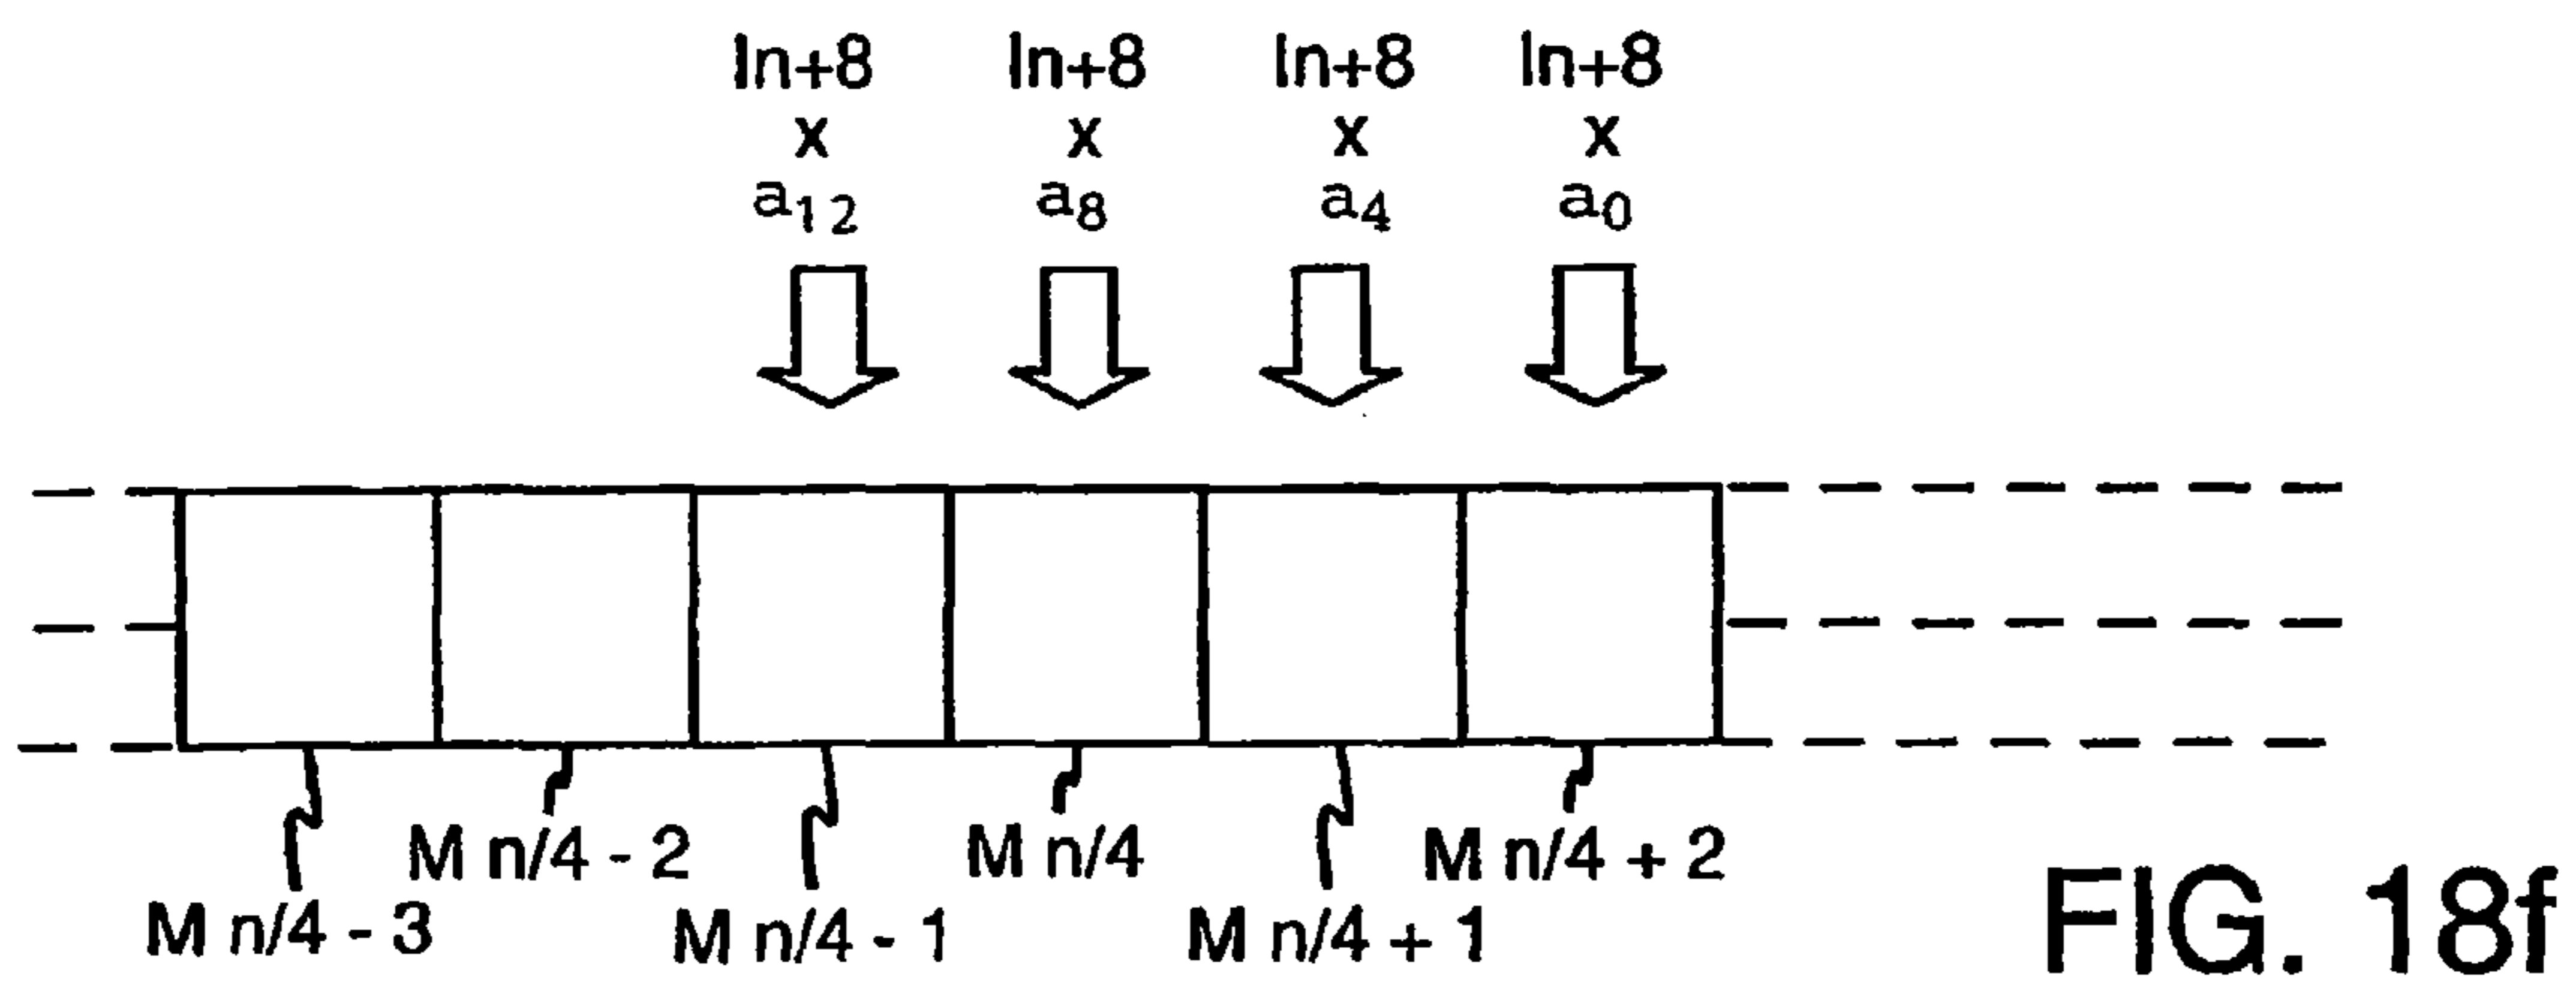 In+8 In+8 In+8 In+8
x x x x
a12 a8 a4 a0
M n/4 - 2 M n/4 M n/4 + 2
M n/4 - 3 M n/4 - 1 M n/4 + 1
FIG. 18f